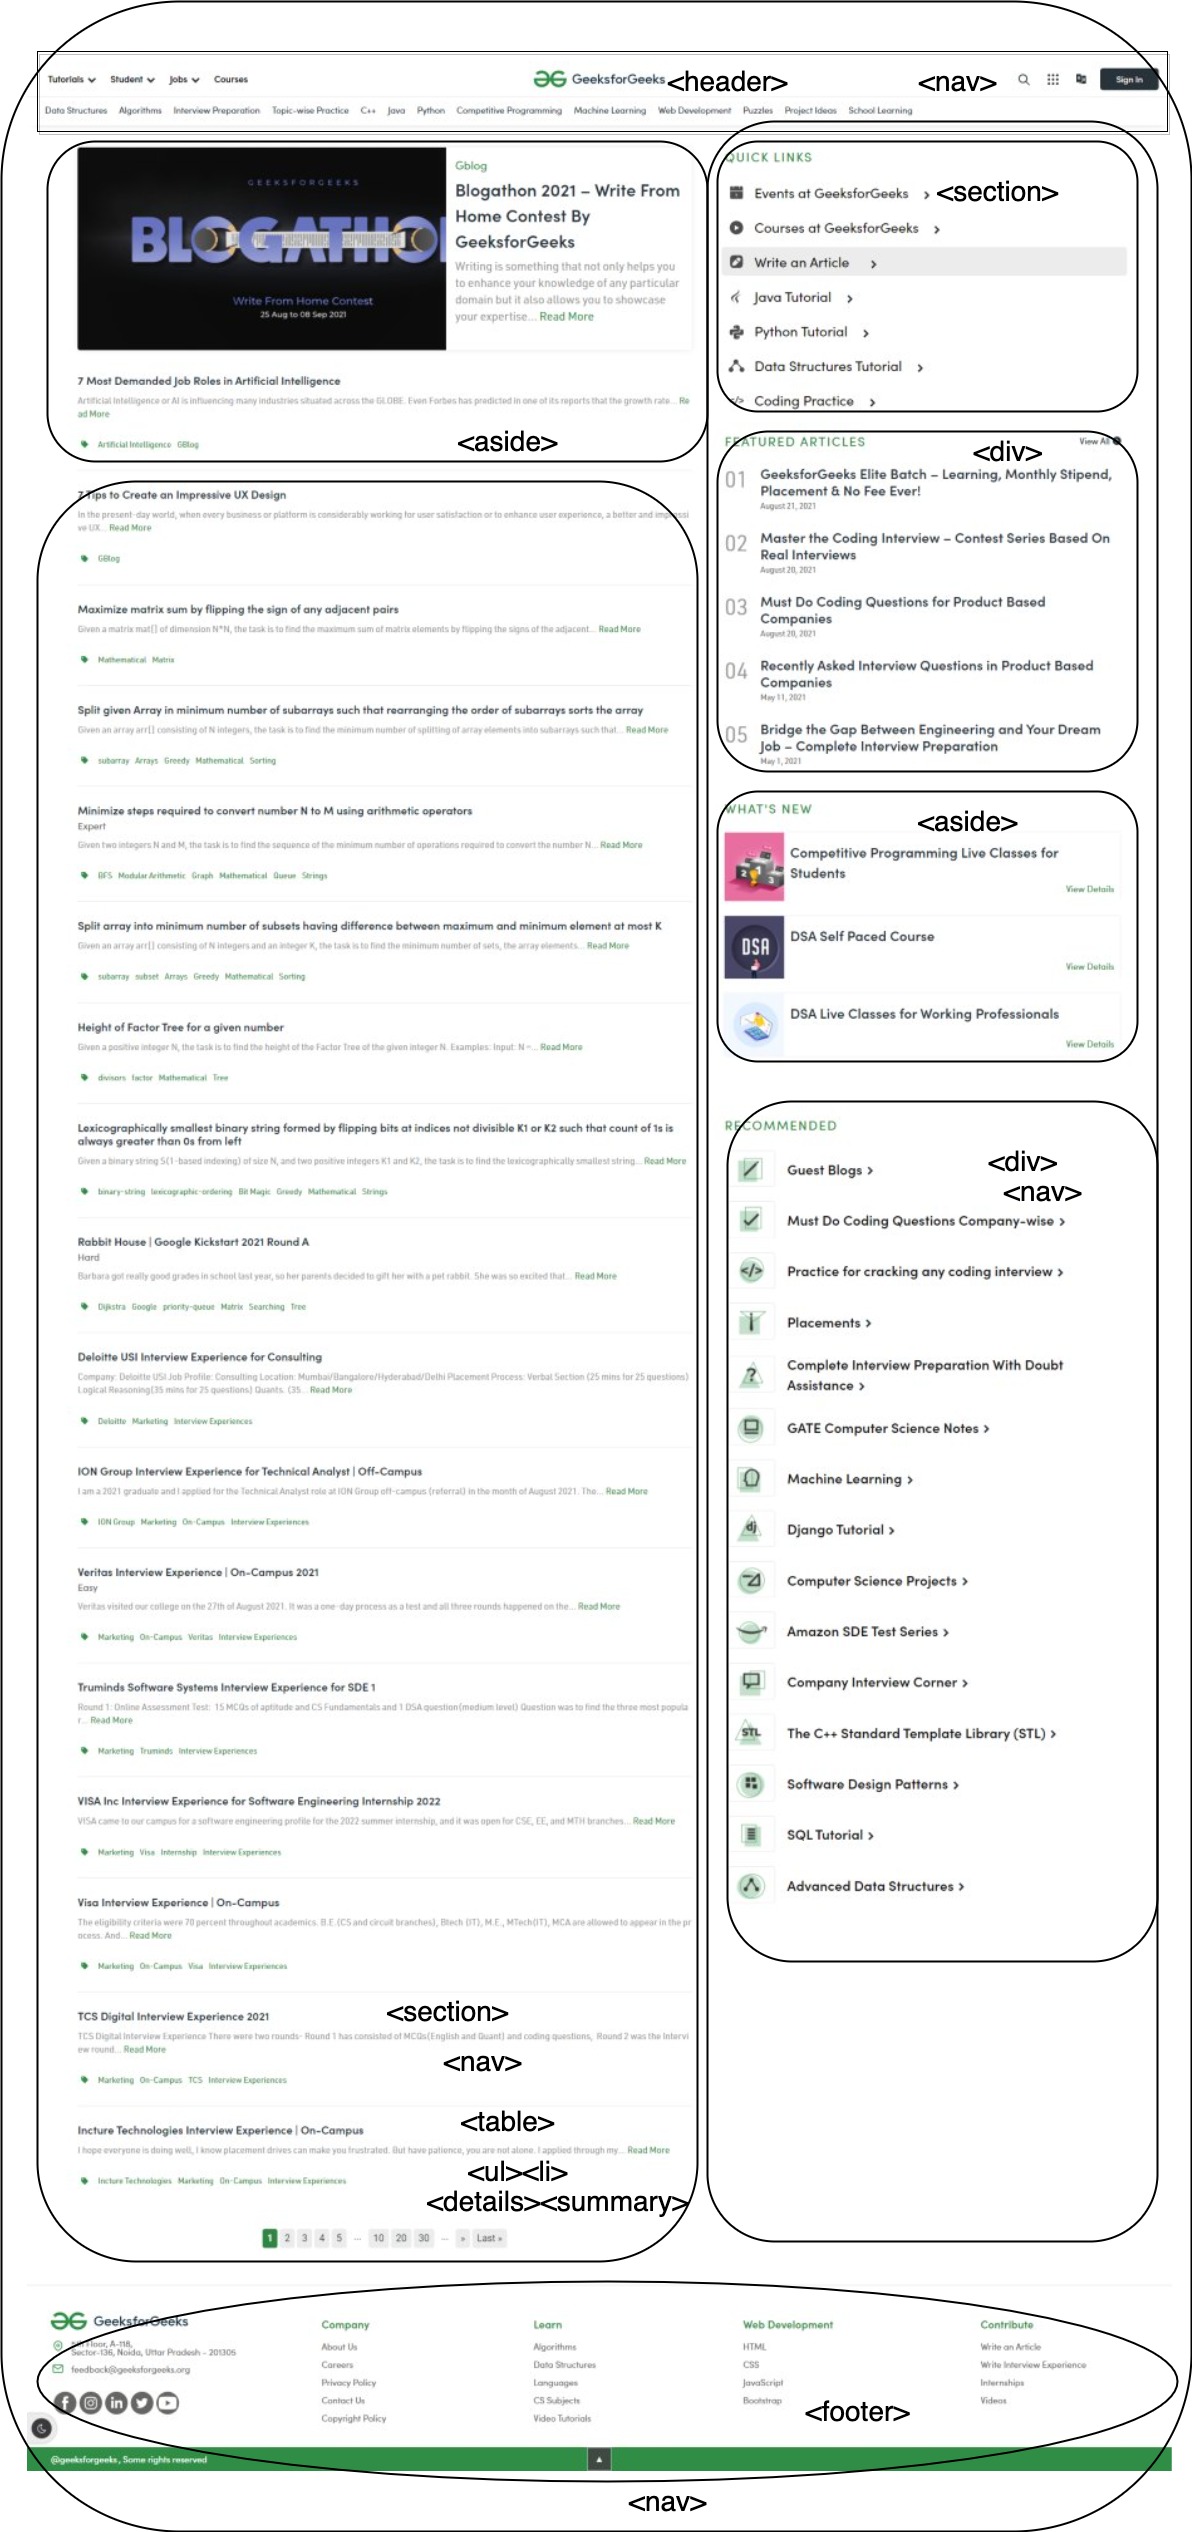 Tutorials Student Jobs Courses
GeeksforGeeks
<header>
<nav>
Sign In
Data Structures Algorithms Interview Preparation Topic-wise Practice C++ Java Python Competitive Programming Machine Learning Web Development Puzzles Project Ideas School Learning
GEEKSFORGEEKS
BLOGATHO
Write From Home Contest
25 Aug to 08 Sep 2021
Gblog
Blogathon 2021 – Write From
Home Contest By
GeeksforGeeks
Writing is something that not only helps you
to enhance your knowledge of any particular
domain but it also allows you to showcase
your expertise... Read More
7 Most Demanded Job Roles in Artificial Intelligence
Artificial Intelligence or AI is influencing many industries situated across the GLOBE. Even Forbes has predicted in one of its reports that the growth rate... Re
ad More
Artificial Intelligence GBlog
<aside>
7 Tips to Create an Impressive UX Design
In the present-day world, when every business or platform is considerably working for user satisfaction or to enhance user experience, a better and impressi
ve UX... Read More
GBlog
Maximize matrix sum by flipping the sign of any adjacent pairs
Given a matrix mat[] of dimension N*N, the task is to find the maximum sum of matrix elements by flipping the signs of the adjacent... Read More
Mathematical Matrix
Split given Array in minimum number of subarrays such that rearranging the order of subarrays sorts the array
Given an array arr[] consisting of N integers, the task is to find the minimum number of splitting of array elements into subarrays such that... Read More
subarray Arrays Greedy Mathematical Sorting
Minimize steps required to convert number N to M using arithmetic operators
Expert
Given two integers N and M, the task is to find the sequence of the minimum number of operations required to convert the number N... Read More
BFS Modular Arithmetic Graph Mathematical Queue Strings
Split array into minimum number of subsets having difference between maximum and minimum element at most K
Given an array arr[] consisting of N integers and an integer K, the task is to find the minimum number of sets, the array elements... Read More
subarray subset Arrays Greedy Mathematical Sorting
Height of Factor Tree for a given number
Given a positive integer N, the task is to find the height of the Factor Tree of the given integer N. Examples: Input: N =... Read More
divisors factor Mathematical Tree
Lexicographically smallest binary string formed by flipping bits at indices not divisible K1 or K2 such that count of 1s is
always greater than 0s from left
Given a binary string S(1-based indexing) of size N, and two positive integers K1 and K2, the task is to find the lexicographically smallest string... Read More
binary-string lexicographic-ordering Bit Magic Greedy Mathematical Strings
Rabbit House | Google Kickstart 2021 Round A
Hard
Barbara got really good grades in school last year, so her parents decided to gift her with a pet rabbit. She was so excited that... Read More
Dijkstra Google priority-queue Matrix Searching Tree
Deloitte USI Interview Experience for Consulting
Company: Deloitte USI Job Profile: Consulting Location: Mumbai/Bangalore/Hyderabad/Delhi Placement Process: Verbal Section (25 mins for 25 questions)
Logical Reasoning(35 mins for 25 questions) Quants. (35... Read More
Deloitte Marketing Interview Experiences
ION Group Interview Experience for Technical Analyst | Off-Campus
I am a 2021 graduate and I applied for the Technical Analyst role at ION Group off-campus (referral) in the month of August 2021. The... Read More
ION Group Marketing On-Campus Interview Experiences
Veritas Interview Experience | On-Campus 2021
Easy
Veritas visited our college on the 27th of August 2021. It was a one-day process as a test and all three rounds happened on the... Read More
Marketing On-Campus Veritas Interview Experiences
Truminds Software Systems Interview Experience for SDE 1
Round 1: Online Assessment Test: 15 MCQs of aptitude and CS Fundamentals and 1 DSA question(medium level) Question was to find the three most popula
r... Read More
Marketing Truminds Interview Experiences
VISA Inc Interview Experience for Software Engineering Internship 2022
VISA came to our campus for a software engineering profile for the 2022 summer internship, and it was open for CSE, EE, and MTH branches... Read More
Marketing Visa Internship Interview Experiences
Visa Interview Experience | On-Campus
The eligibility criteria were 70 percent throughout academics. B.E.(CS and circuit branches), Btech (IT), M.E., MTech(IT), MCA are allowed to appear in the pr
ocess. And... Read More
Marketing On-Campus Visa Interview Experiences
TCS Digital Interview Experience 2021
<section>
TCS Digital Interview Experience There were two rounds- Round 1 has consisted of MCQs(English and Quant) and coding questions, Round 2 was the Intervi
ew round... Read More
<nav>
Marketing On-Campus TCS Interview Experiences
<table>
Incture Technologies Interview Experience | On-Campus
I hope everyone is doing well, I know placement drives can make you frustrated. But have patience, you are not alone. I applied through my... Read More
<ul><li>
Incture Technologies Marketing On-Campus Interview Experiences
<details><summary>
1 2 3 4 5 ... 10 20 30 ... » Last »
QUICK LINKS
Events at GeeksforGeeks
<section>
Courses at GeeksforGeeks
Write an Article
Java Tutorial
Python Tutorial
Data Structures Tutorial
Coding Practice
FEATURED ARTICLES
View All
<div>
01 GeeksforGeeks Elite Batch – Learning, Monthly Stipend,
Placement & No Fee Ever!
August 21, 2021
02 Master the Coding Interview – Contest Series Based On
Real Interviews
August 20, 2021
03 Must Do Coding Questions for Product Based
Companies
August 20, 2021
04 Recently Asked Interview Questions in Product Based
Companies
May 11, 2021
05 Bridge the Gap Between Engineering and Your Dream
Job – Complete Interview Preparation
May 1, 2021
WHAT'S NEW
<aside>
Competitive Programming Live Classes for
Students
View Details
DSA
DSA Self Paced Course
View Details
DSA Live Classes for Working Professionals
View Details
RECOMMENDED
<div>
Guest Blogs
<nav>
Must Do Coding Questions Company-wise
Practice for cracking any coding interview
Placements
Complete Interview Preparation With Doubt
Assistance
GATE Computer Science Notes
Machine Learning
dj
Django Tutorial
Computer Science Projects
Amazon SDE Test Series
Company Interview Corner
STL
The C++ Standard Template Library (STL)
Software Design Patterns
SQL Tutorial
Advanced Data Structures
GeeksforGeeks
Floor, A-118,
Sector-136, Noida, Uttar Pradesh - 201305
feedback@geeksforgeeks.org
Company
About Us
Careers
Privacy Policy
Contact Us
Copyright Policy
Learn
Algorithms
Data Structures
Languages
CS Subjects
Video Tutorials
Web Development
HTML
CSS
JavaScript
Bootstrap
Contribute
Write an Article
Write Interview Experience
Internships
Videos
<footer>
@geeksforgeeks, Some rights reserved
<nav>